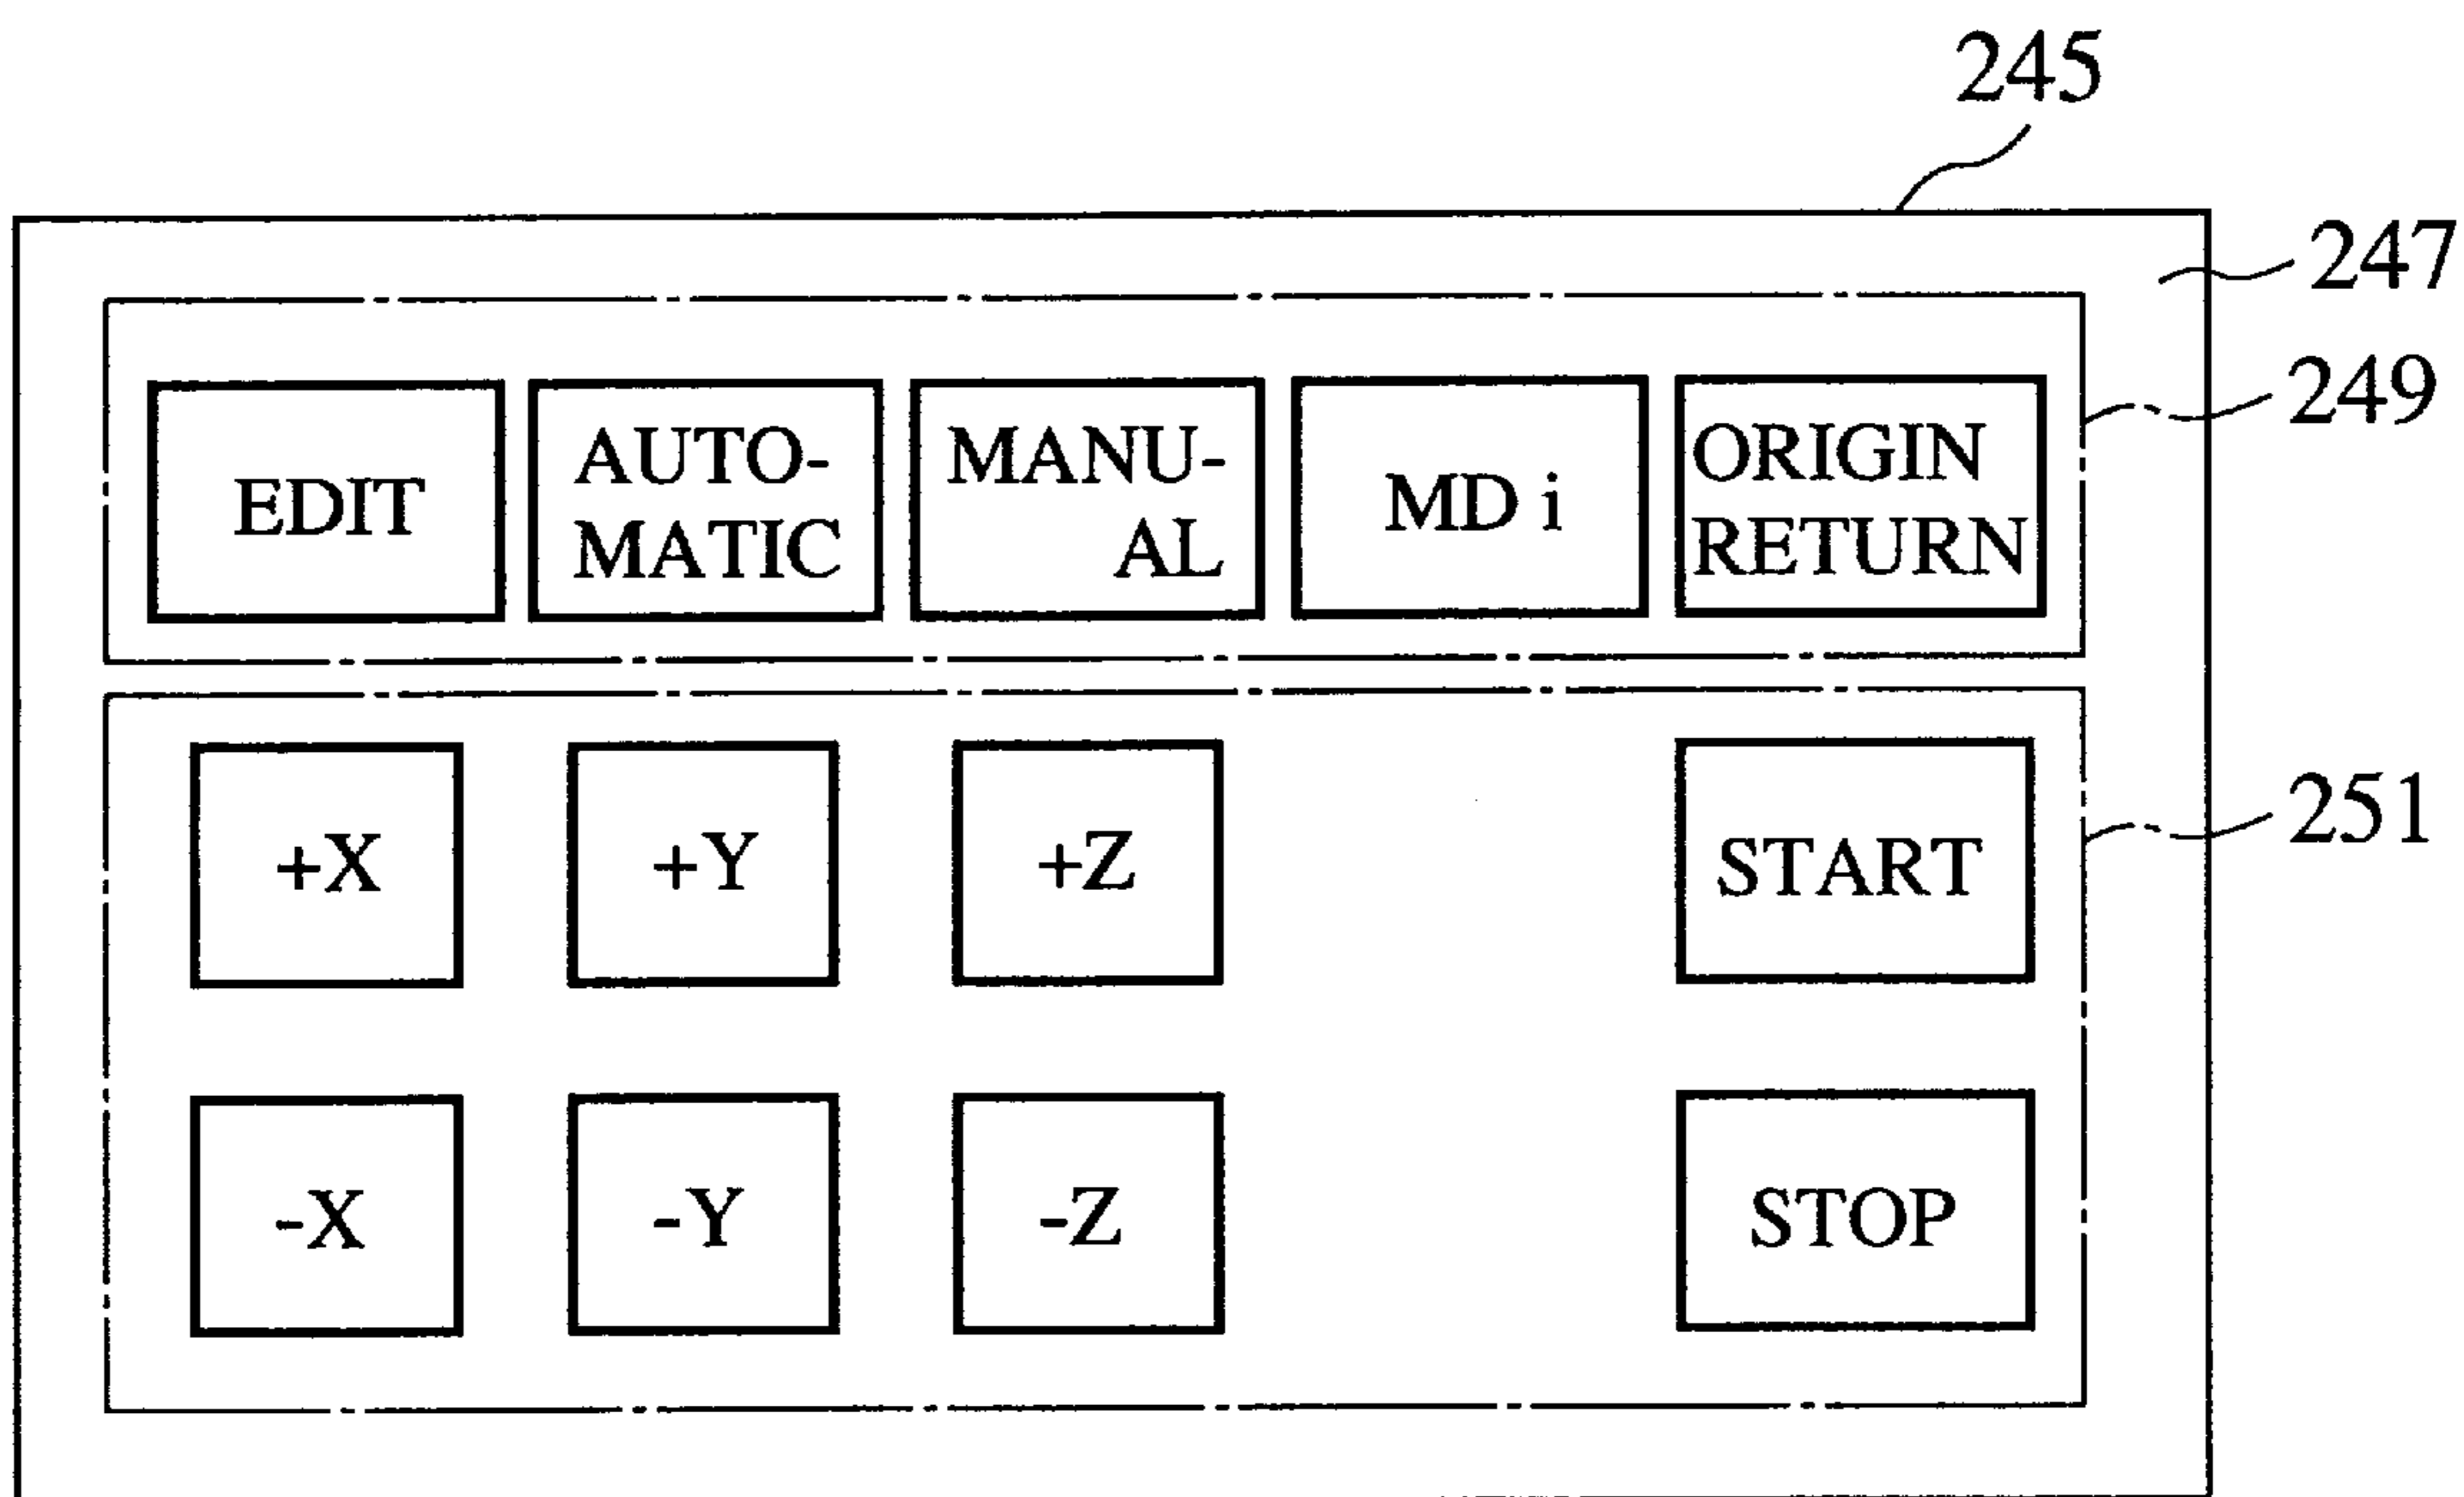 245
247
249
EDIT
AUTO-
MATIC
MANU-
AL
MD i
ORIGIN
RETURN
251
+X
+Y
+Z
START
-X
-Y
-Z
STOP